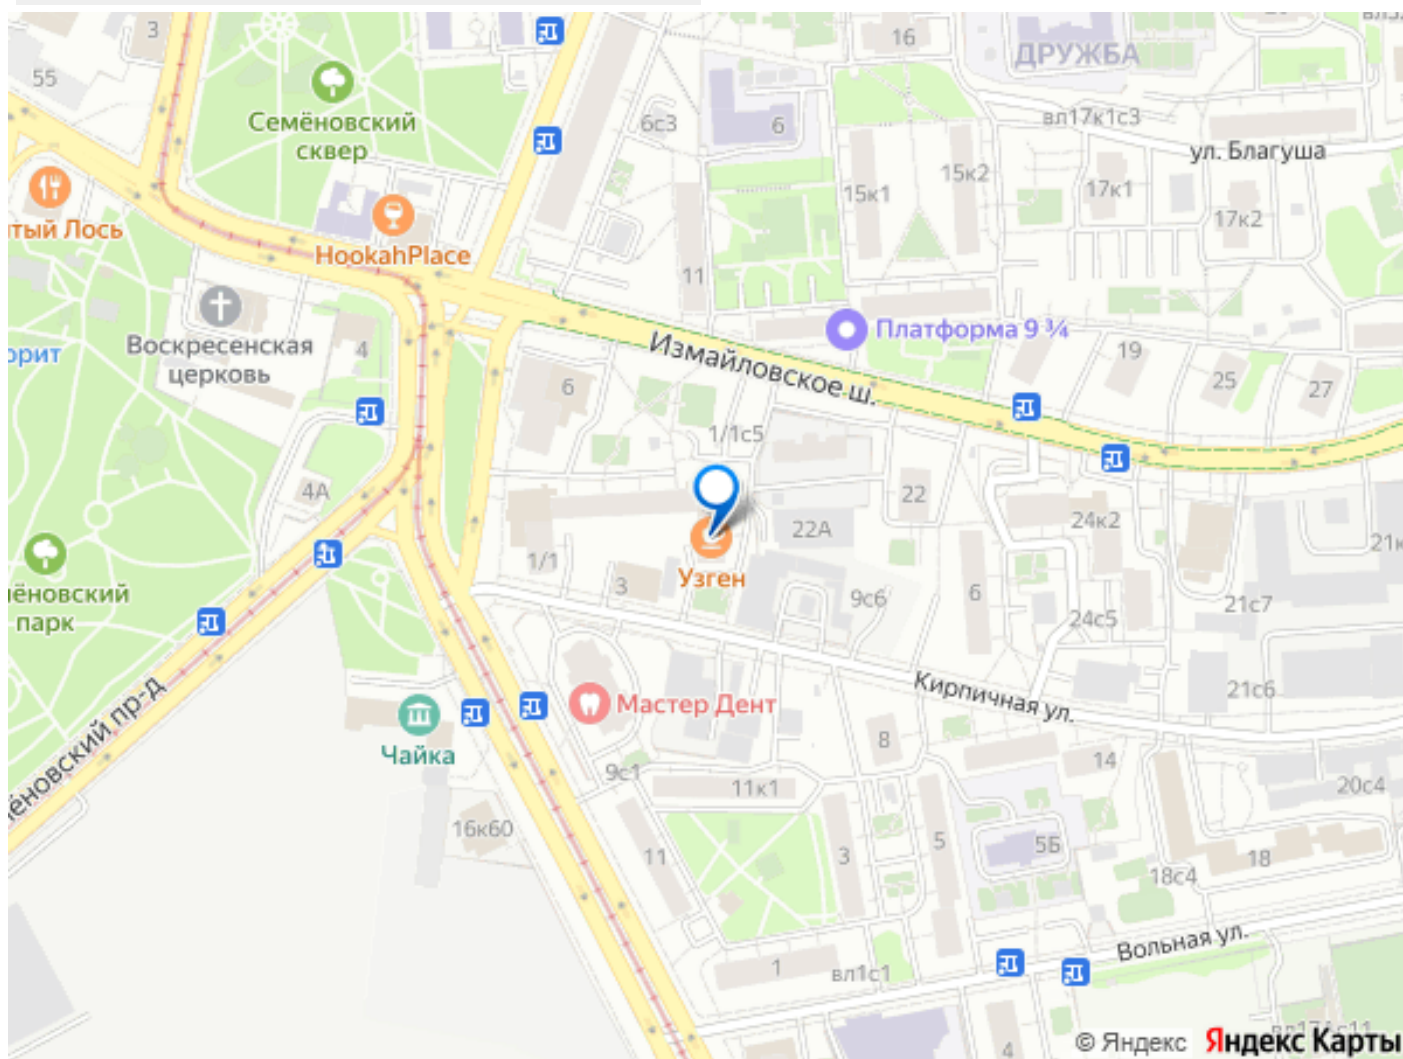 3
55
Семёновский
сквер
6с3
6
16
ДРУЖБА
вл17к1с3
ул. Благуша
15к1
15к2
17к1
17к2
тый Лось
HookahPlace
11
Воскресенская
церковь
4
орит
Измайловское ш.
Платформа 9 ¾
19
25
27
6
1/1с5
4А
22
22А
24к2
21к
1/1
3
Узген
9с6
6
24с5
21с7
ёновский
парк
ёновский пр-д
Чайка
Мастер Дент
Кирпичная ул.
21с6
9с1
11к1
8
14
20с4
16к60
11
3
5
5Б
18
18с4
1
вл1с1
Вольная ул.
4
© Яндекс
Яндекс Карты